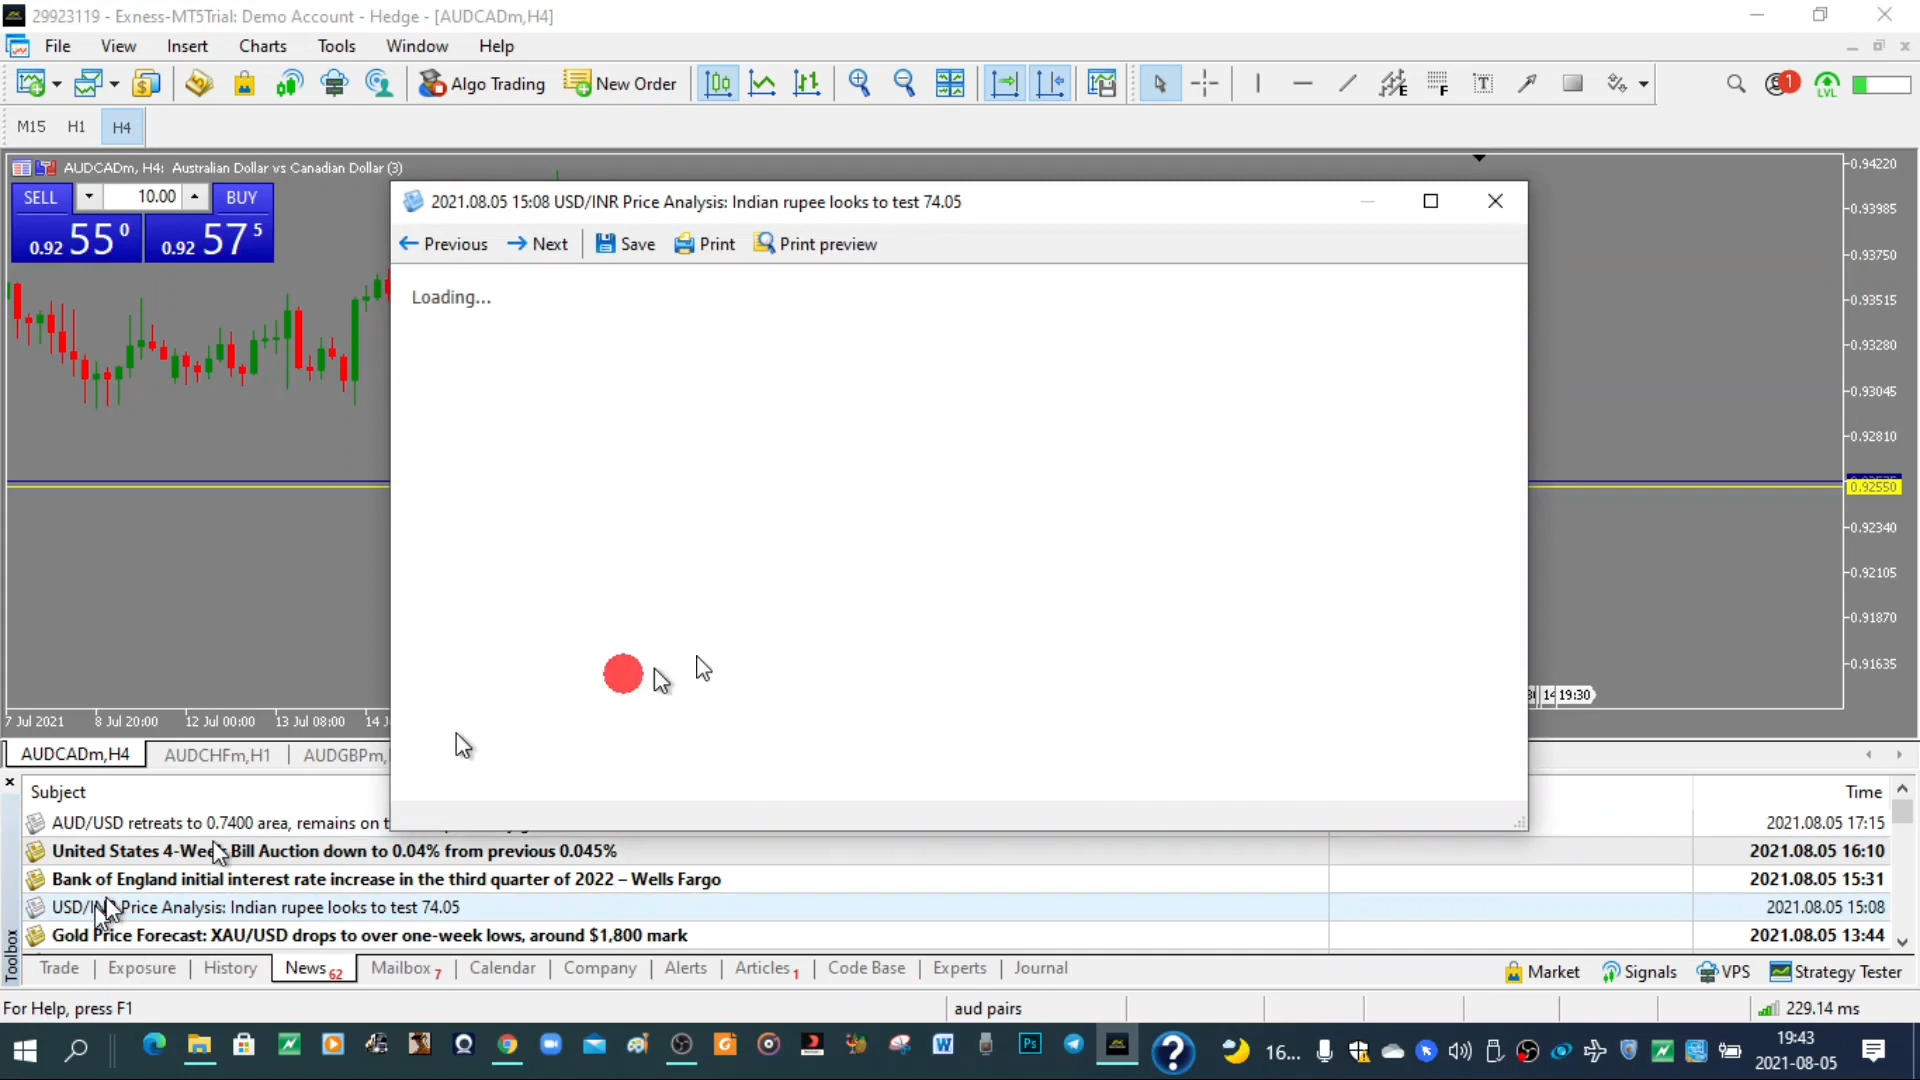 29923119 - Exness-MT5Trial: Demo Account - Hedge - [AUDCADm,H4]
File View Insert Charts Tools Window Help
Algo Trading New Order E F T 1 LVL
M15 H1 H4
AUDCADm, H4: Australian Dollar vs Canadian Dollar (3)
SELL 10.00 BUY
0.92 55 0 0.92 57 5
2021.08.05 15:08 USD/INR Price Analysis: Indian rupee looks to test 74.05
Previous Next Save Print Print preview
Loading...
0.94220
0.93985
0.93750
0.93515
0.93280
0.93045
0.92810
0.92550
0.92340
0.92105
0.91870
0.91635
19:30
7 Jul 2021 8 Jul 20:00 12 Jul 00:00 13 Jul 08:00 14 J
AUDCADm,H4 AUDCHFm,H1 AUDGBPm,
Subject Time
AUD/USD retreats to 0.7400 area, remains on t 2021.08.05 17:15
United States 4-Week Bill Auction down to 0.04% from previous 0.045% 2021.08.05 16:10
Bank of England initial interest rate increase in the third quarter of 2022 – Wells Fargo 2021.08.05 15:31
USD/INR Price Analysis: Indian rupee looks to test 74.05 2021.08.05 15:08
Gold Price Forecast: XAU/USD drops to over one-week lows, around $1,800 mark 2021.08.05 13:44
Toolbox
Trade Exposure History News 62 Mailbox 7 Calendar Company Alerts Articles 1 Code Base Experts Journal Market Signals VPS Strategy Tester
For Help, press F1 aud pairs 229.14 ms
W Ps ? 16... 19:43
2021-08-05